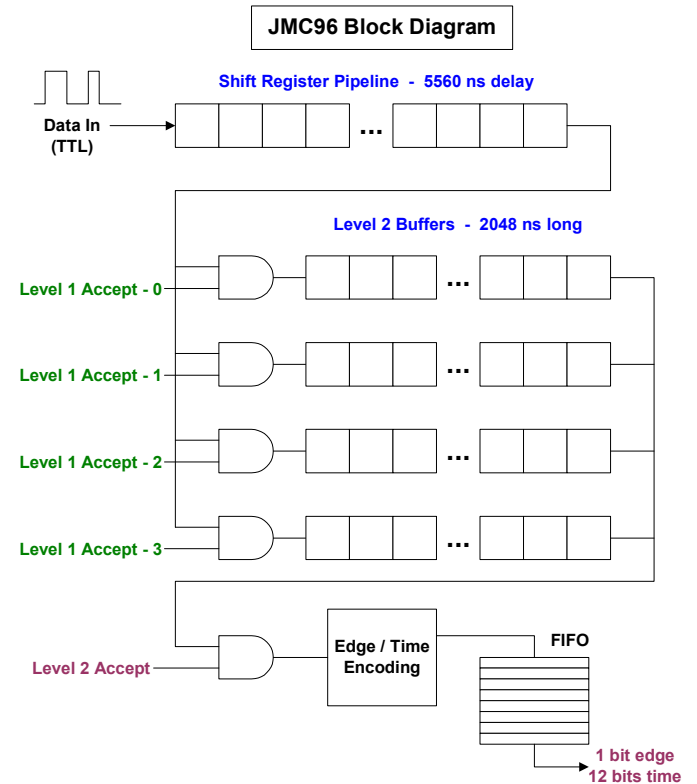 JMC96 Block Diagram
Shift Register Pipeline - 5560 ns delay
Data In
(TTL)
...
Level 2 Buffers - 2048 ns long
Level 1 Accept - 0
...
Level 1 Accept - 1
...
Level 1 Accept - 2
...
Level 1 Accept - 3
...
Level 2 Accept
Edge / Time
Encoding
FIFO
1 bit edge
12 bits time